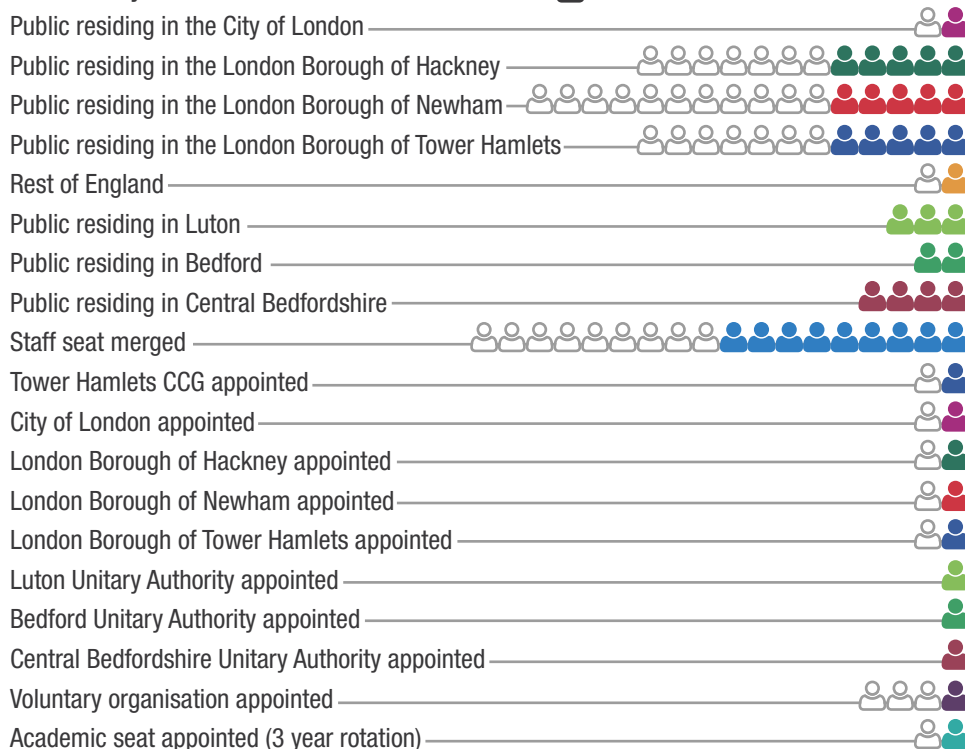 Public residing in the City of London
Public residing in the London Borough of Hackney
Public residing in the London Borough of Newham
Public residing in the London Borough of Tower Hamlets
Rest of England
Public residing in Luton
Public residing in Bedford
Public residing in Central Bedfordshire
Staff seat merged
Tower Hamlets CCG appointed
City of London appointed
London Borough of Hackney appointed
London Borough of Newham appointed
London Borough of Tower Hamlets appointed
Luton Unitary Authority appointed
Bedford Unitary Authority appointed
Central Bedfordshire Unitary Authority appointed
Voluntary organisation appointed
Academic seat appointed (3 year rotation)